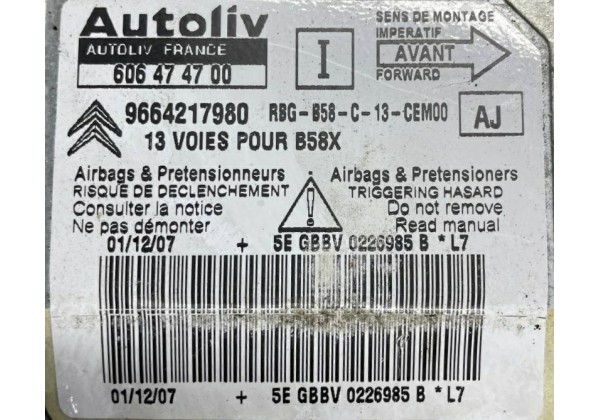 Autoliv
AUTOLIV FRANCE
606 47 47 00
I
SENS DE MONTAGE
IMPERATIF
AVANT
FORWARD
9664217980 RBG-B58-C-13-CEM00
AJ
13 VOIES POUR B58X
Airbags & Pretensionneurs
RISQUE DE DECLENCHEMENT
Consulter la notice
Ne pas démonter
Airbags & Pretensioners
TRIGGERING HASARD
Do not remove
Read manual
01/12/07 + 5E GBBV 0226985 B * L7
01/12/07 + 5E GBBV 0226985 B * L7